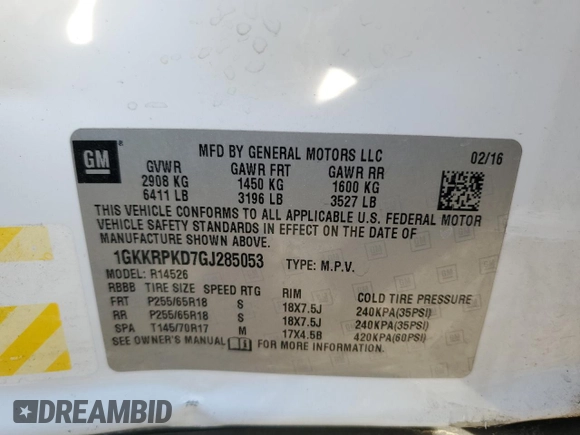 GM
MFD BY GENERAL MOTORS LLC 02/16
GVWR GAWR FRT GAWR RR
2908 KG 1450 KG 1600 KG
6411 LB 3196 LB 3527 LB
THIS VEHICLE CONFORMS TO ALL APPLICABLE U.S. FEDERAL MOTOR
VEHICLE SAFETY STANDARDS IN EFFECT ON THE DATE OF
MANUFACTURE SHOWN ABOVE.
1GKKRPKD7GJ285053 TYPE: M.P.V.
MODEL: R14526
RBBB TIRE SIZE SPEED RTG RIM COLD TIRE PRESSURE
FRT P255/65R18 S 18X7.5J 240KPA(35PSI)
RR P255/65R18 S 18X7.5J 240KPA(35PSI)
SPA T145/70R17 M 17X4.5B 420KPA(60PSI)
SEE OWNER'S MANUAL FOR MORE INFORMATION.
DREAMBID